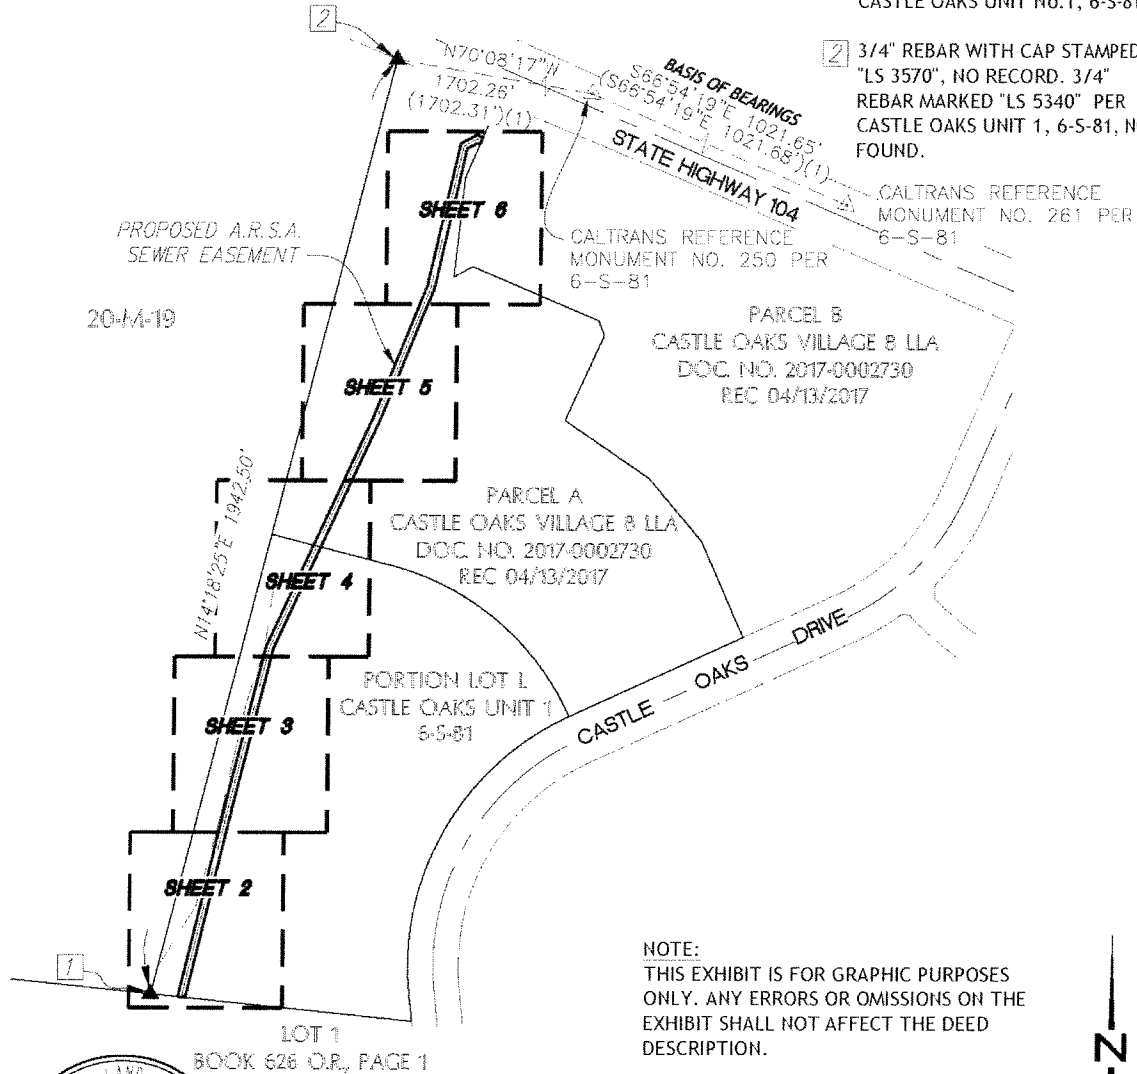 CASTLE OAKS UNIT NO.1, 6-S-81
2
2 3/4" REBAR WITH CAP STAMPED
"LS 3570", NO RECORD. 3/4"
REBAR MARKED "LS 5340" PER
CASTLE OAKS UNIT 1, 6-S-81, N
FOUND.
N70°08'17"W
1702.26'
(1702.31')(1)
BASIS OF BEARINGS
S66°54'19"E 1021.65'
(S66°54'19"E 1021.68')(1)
STATE HIGHWAY 104
CALTRANS REFERENCE
MONUMENT NO. 261 PER
6-S-81
CALTRANS REFERENCE
MONUMENT NO. 250 PER
6-S-81
SHEET 6
PROPOSED A.R.S.A.
SEWER EASEMENT
20-M-19
PARCEL B
CASTLE OAKS VILLAGE 8 LLA
DOC. NO. 2017-0002730
REC 04/13/2017
SHEET 5
N14°18'25"E 1942.50'
PARCEL A
CASTLE OAKS VILLAGE 8 LLA
DOC. NO. 2017-0002730
REC 04/13/2017
SHEET 4
CASTLE OAKS DRIVE
PORTION LOT L
CASTLE OAKS UNIT 1
6-S-81
SHEET 3
SHEET 2
1
NOTE:
THIS EXHIBIT IS FOR GRAPHIC PURPOSES
ONLY. ANY ERRORS OR OMISSIONS ON THE
EXHIBIT SHALL NOT AFFECT THE DEED
DESCRIPTION.
LOT 1
BOOK 626 O.R., PAGE 1
LAND
N